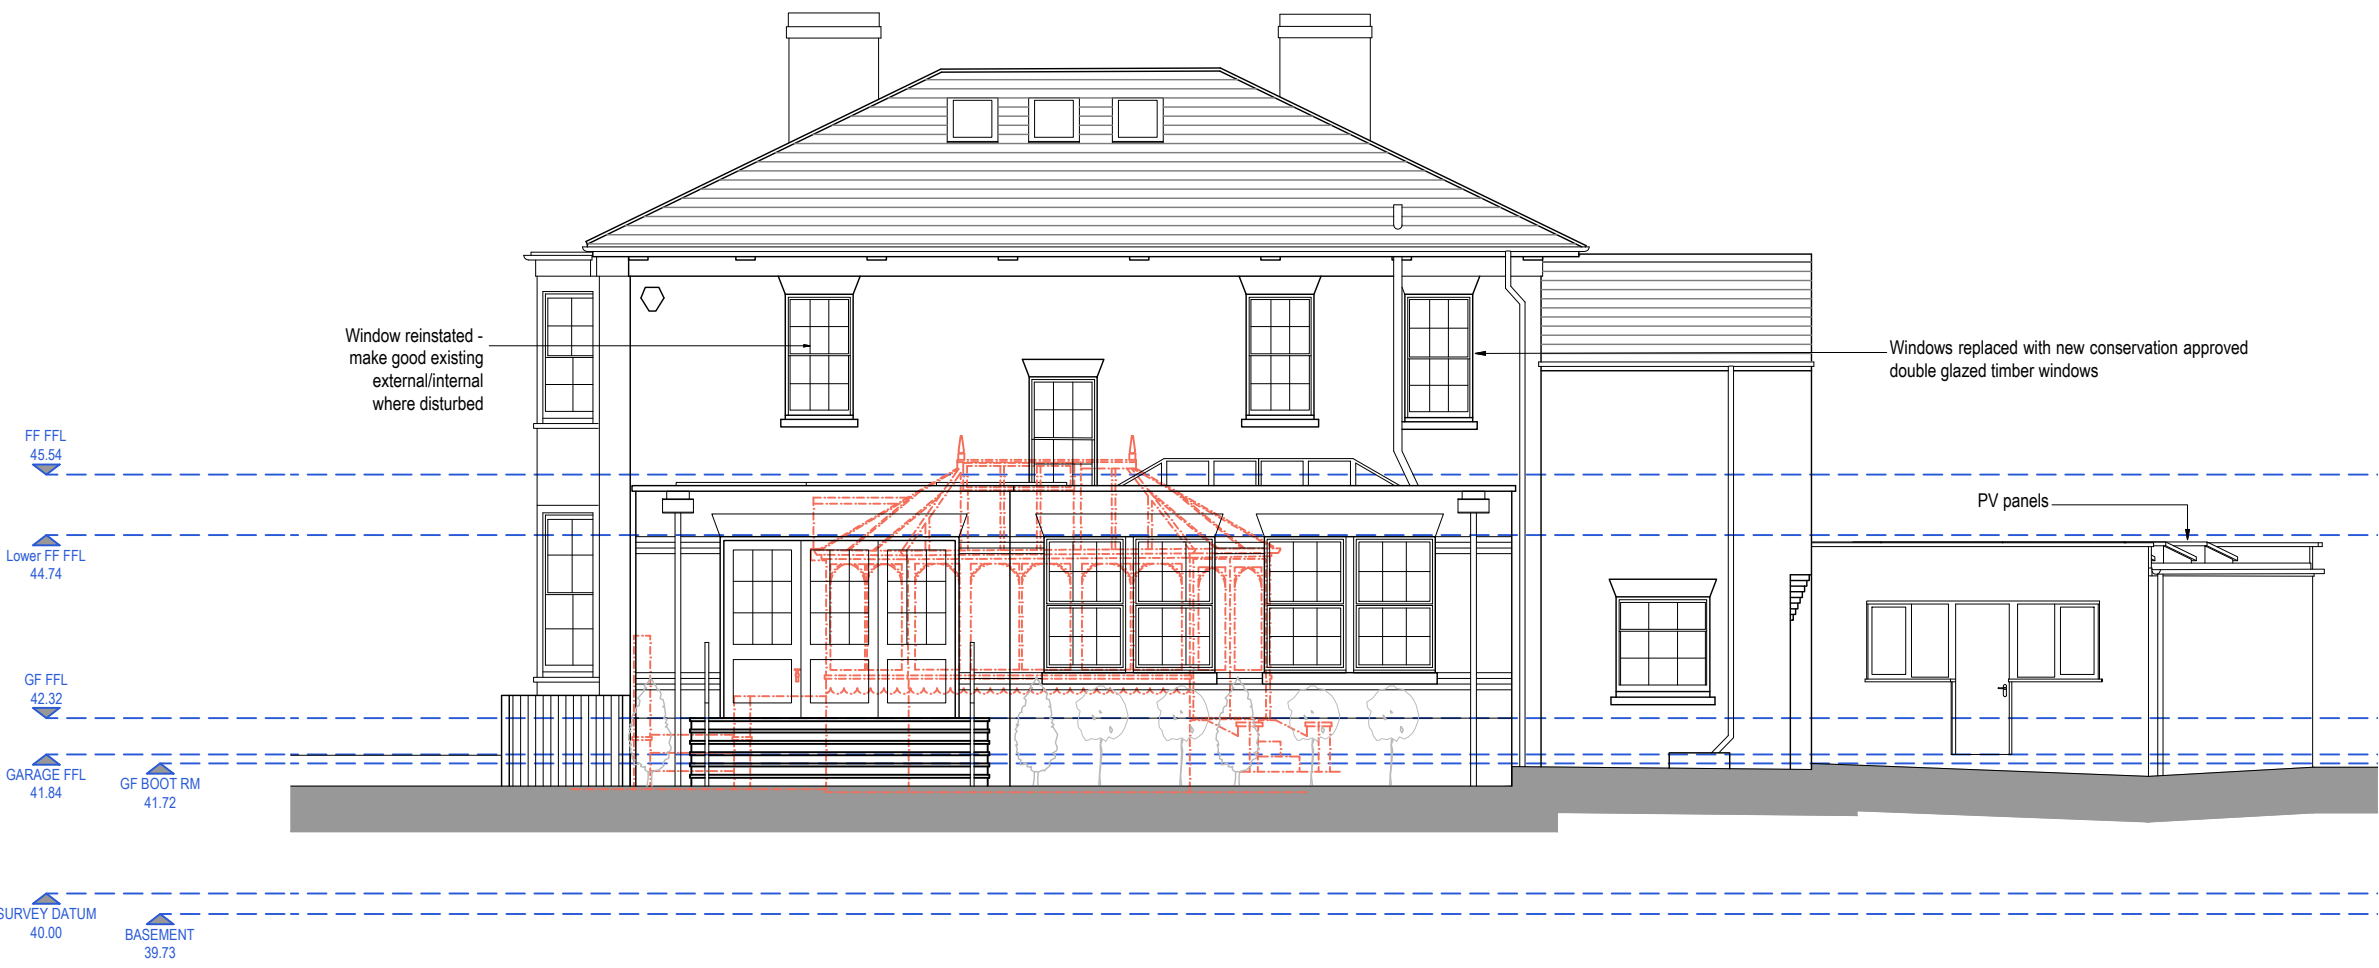 Window reinstated -
make good existing
external/internal
where disturbed
Windows replaced with new conservation approved
double glazed timber windows
FF FFL
45.54
PV panels
Lower FF FFL
44.74
GF FFL
42.32
GARAGE FFL
41.84
GF BOOT RM
41.72
SURVEY DATUM
40.00
BASEMENT
39.73